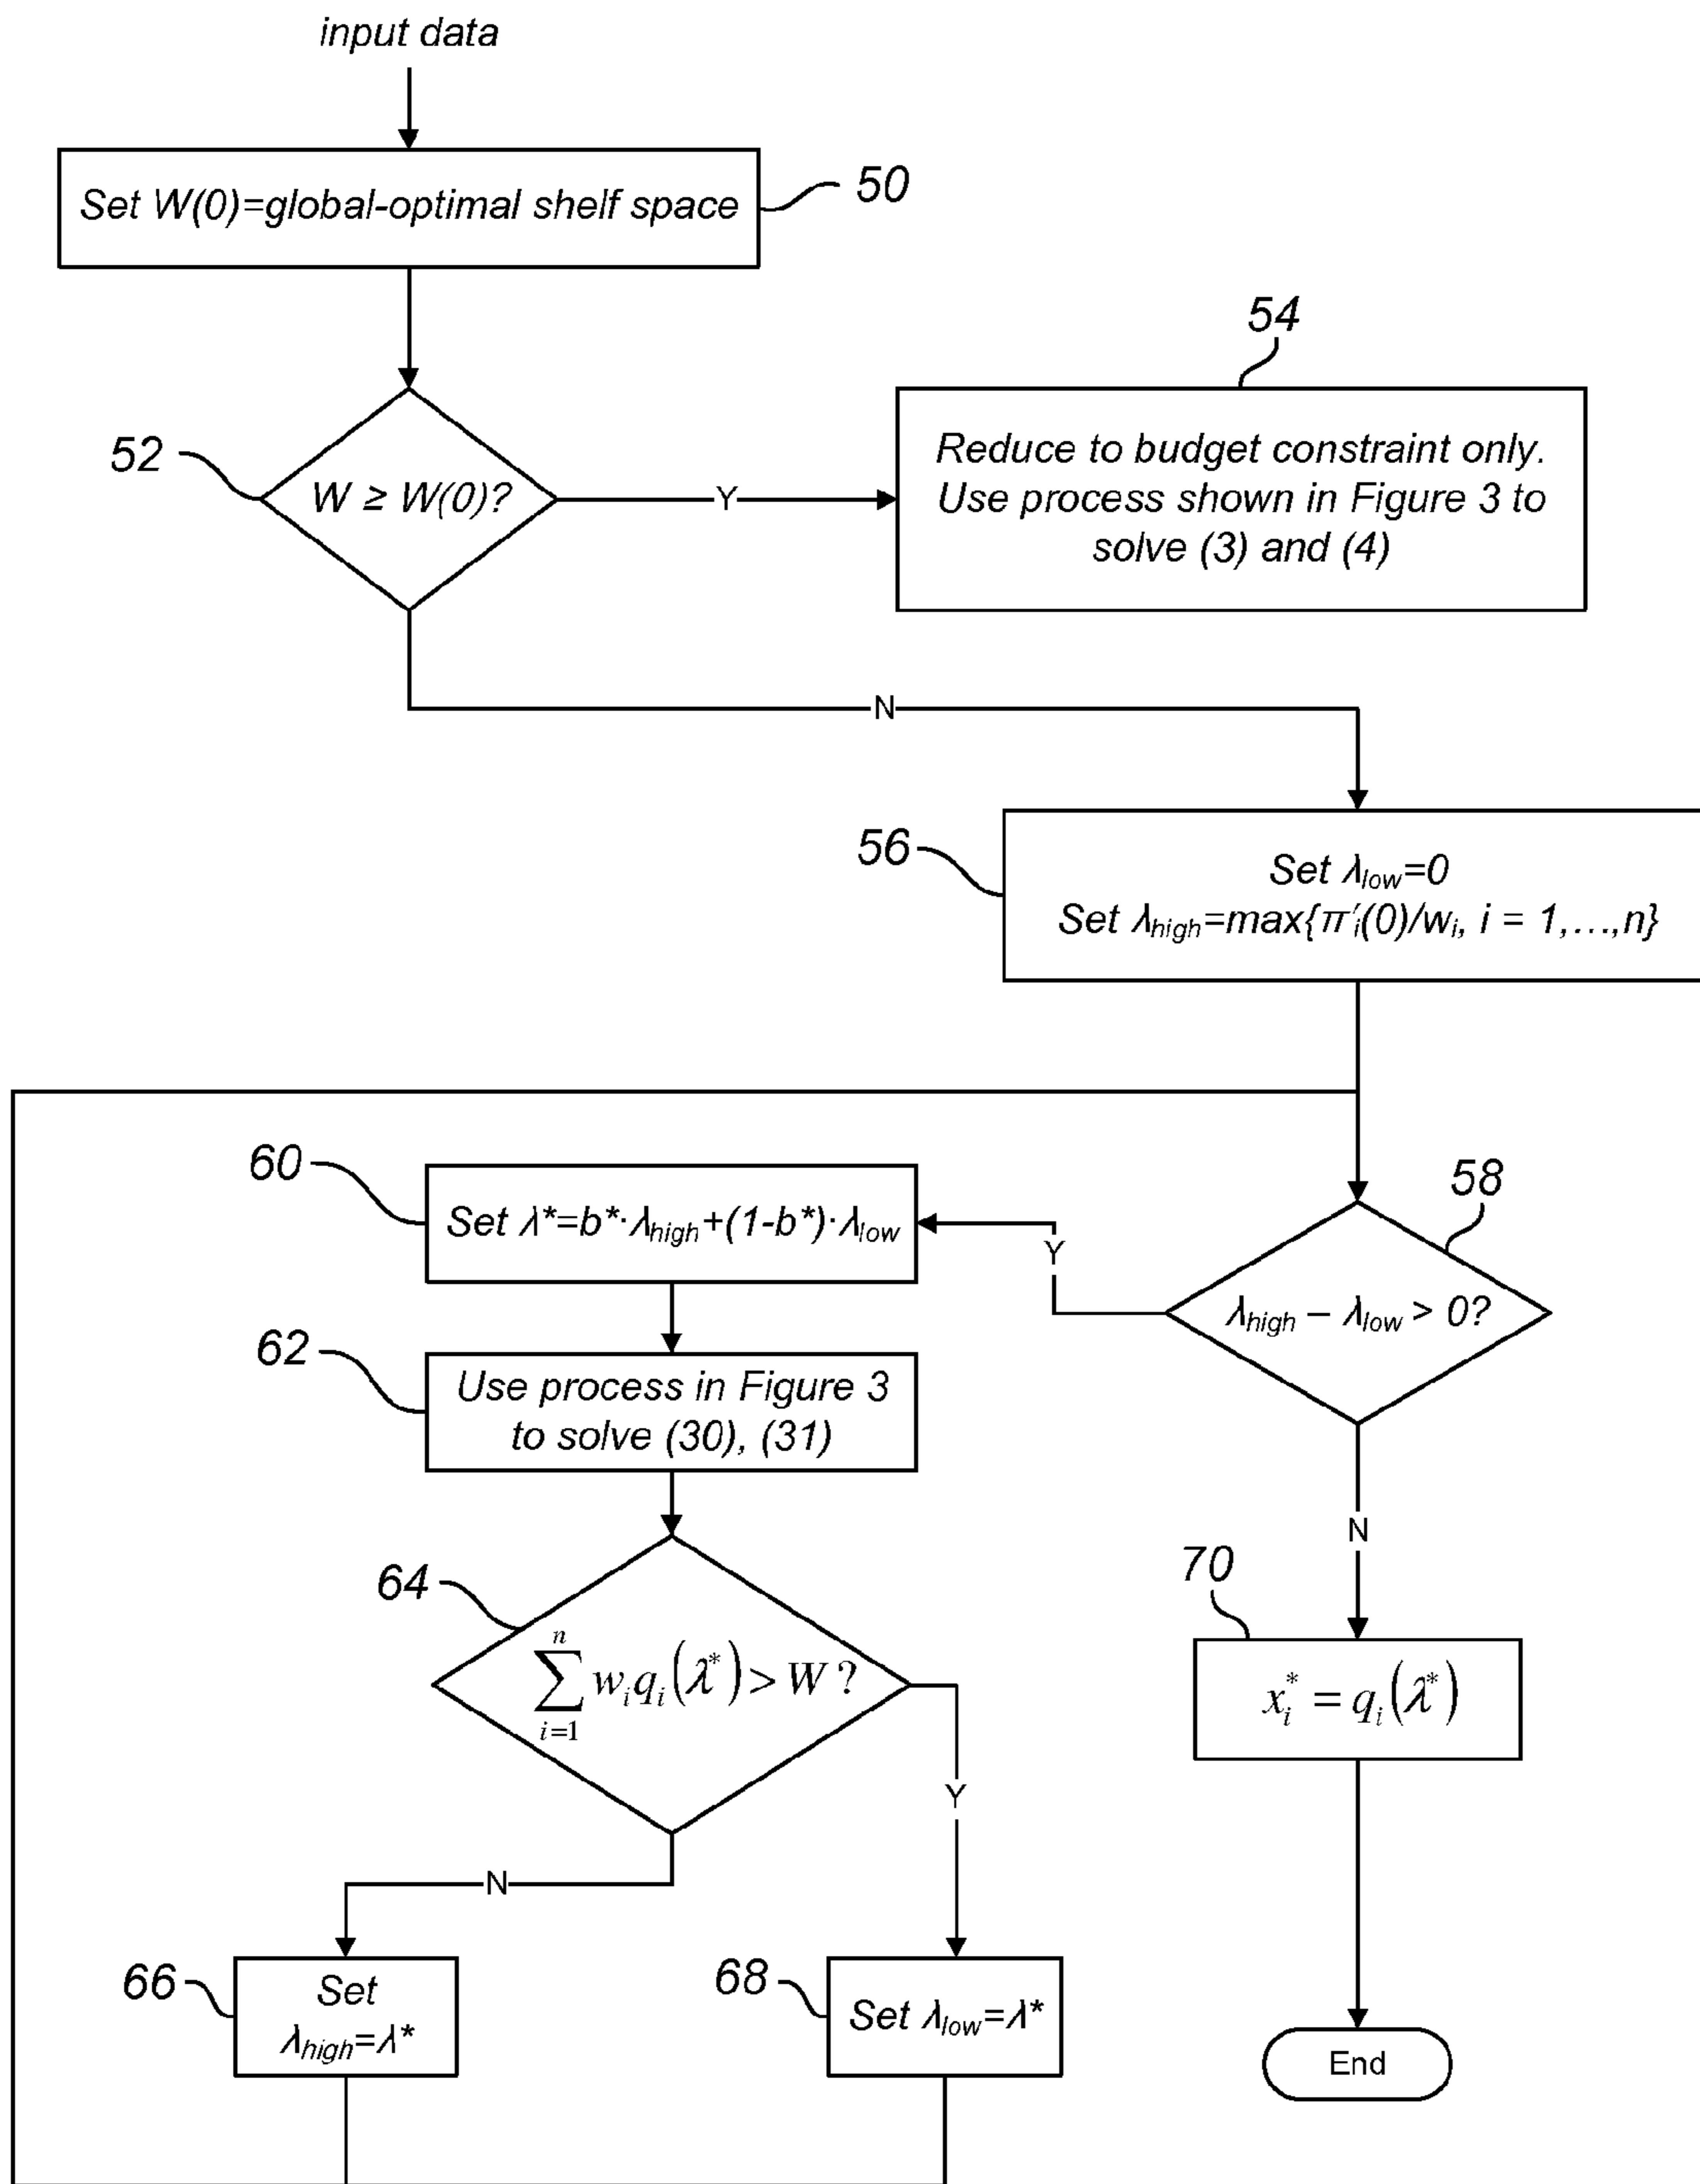 input data
Set W(0)=global-optimal shelf space
50
54
52
W ≥ W(0)?
Y
Reduce to budget constraint only.
Use process shown in Figure 3 to
solve (3) and (4)
N
56
Set λlow=0
Set λhigh=max{π′i(0)/wi, i = 1,…,n}
60
Set λ*=b*·λhigh+(1-b*)·λlow
58
Y
λhigh – λlow > 0?
62
Use process in Figure 3
to solve (30), (31)
N
64
n
∑ wiqi(λ*) > W ?
i=1
70
xi* = qi(λ*)
Y
N
66
Set
λhigh=λ*
68
Set λlow=λ*
End